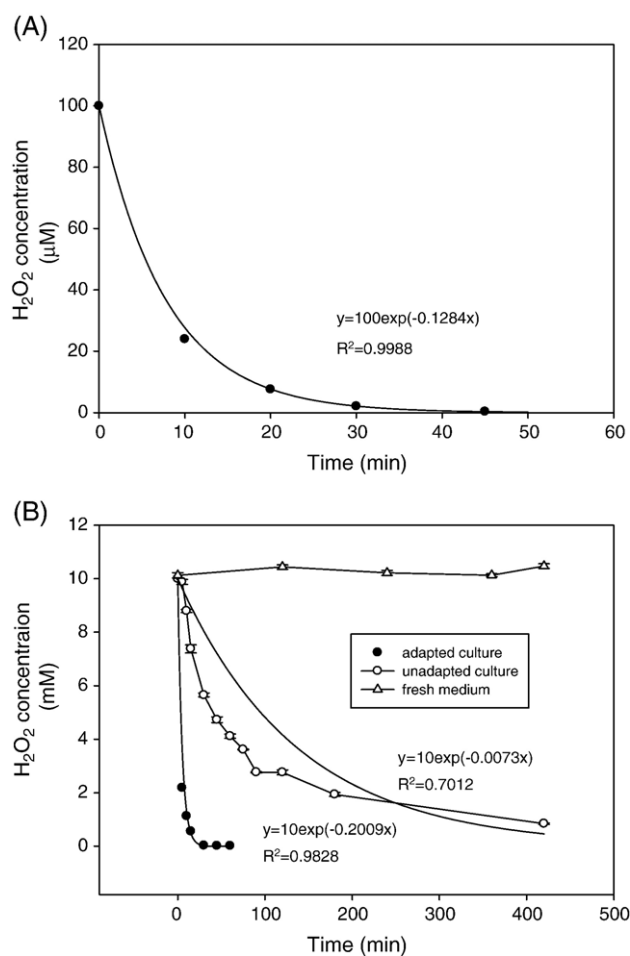 (A)
120
100
80
60
40
20
0
H₂O₂ concentration
(μM)
y=100exp(-0.1284x)
R²=0.9988
0 10 20 30 40 50 60
Time (min)
(B)
12
10
8
6
4
2
0
H₂O₂ concentraion
(mM)
adapted culture
unadapted culture
fresh medium
y=10exp(-0.0073x)
R²=0.7012
y=10exp(-0.2009x)
R²=0.9828
0 100 200 300 400 500
Time (min)